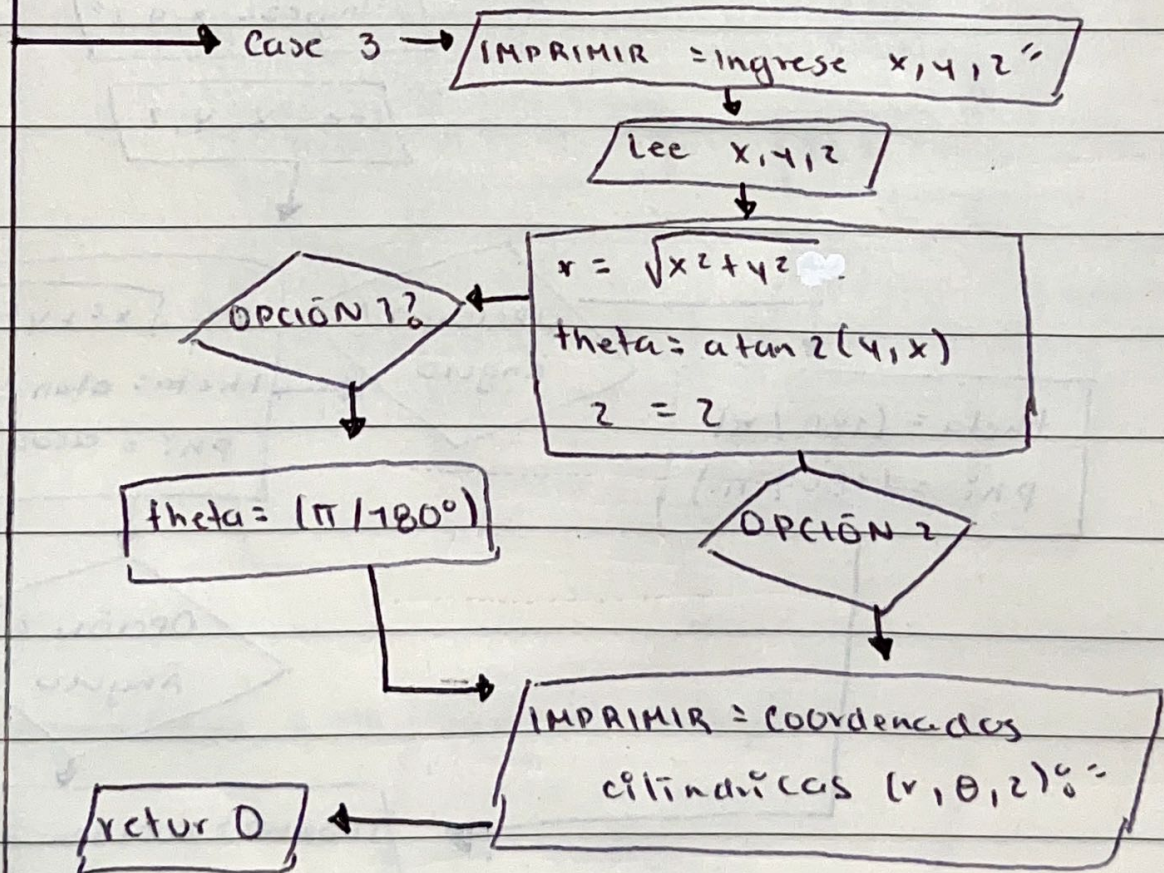 Case 3
IMPRIMIR = ingrese x, y, z"
Lee x, y, z
r = √x²+y²
theta = atan2(y, x)
z = z
OPCIÓN 1?
theta = (π/180°)
OPCIÓN 2
IMPRIMIR = coordenadas
cilindricas (r, θ, z):"
retur 0